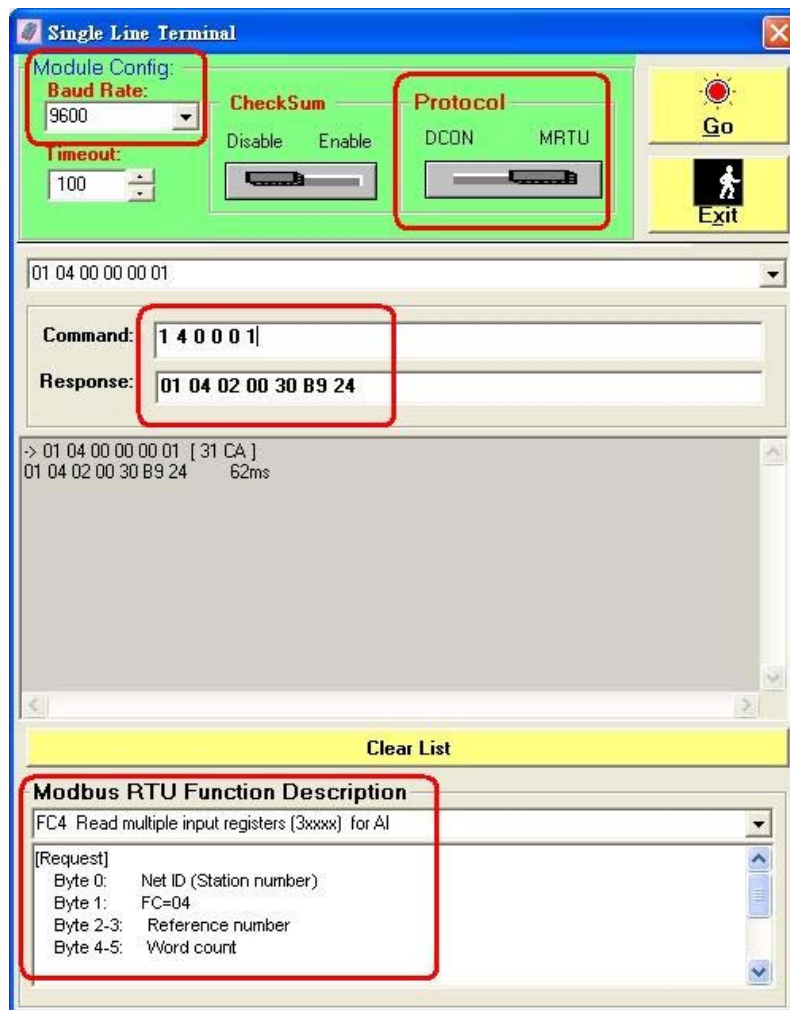 Single Line Terminal
Module Config:
Baud Rate:
9600
Timeout:
100
CheckSum
Disable Enable
Protocol
DCON MRTU
Go
Exit
01 04 00 00 00 01
Command: 1 4 0 0 0 1
Response: 01 04 02 00 30 B9 24
-> 01 04 00 00 00 01 [ 31 CA ]
01 04 02 00 30 B9 24 62ms
Clear List
Modbus RTU Function Description
FC4 Read multiple input registers (3xxxx) for AI
[Request]
Byte 0: Net ID (Station number)
Byte 1: FC=04
Byte 2-3: Reference number
Byte 4-5: Word count